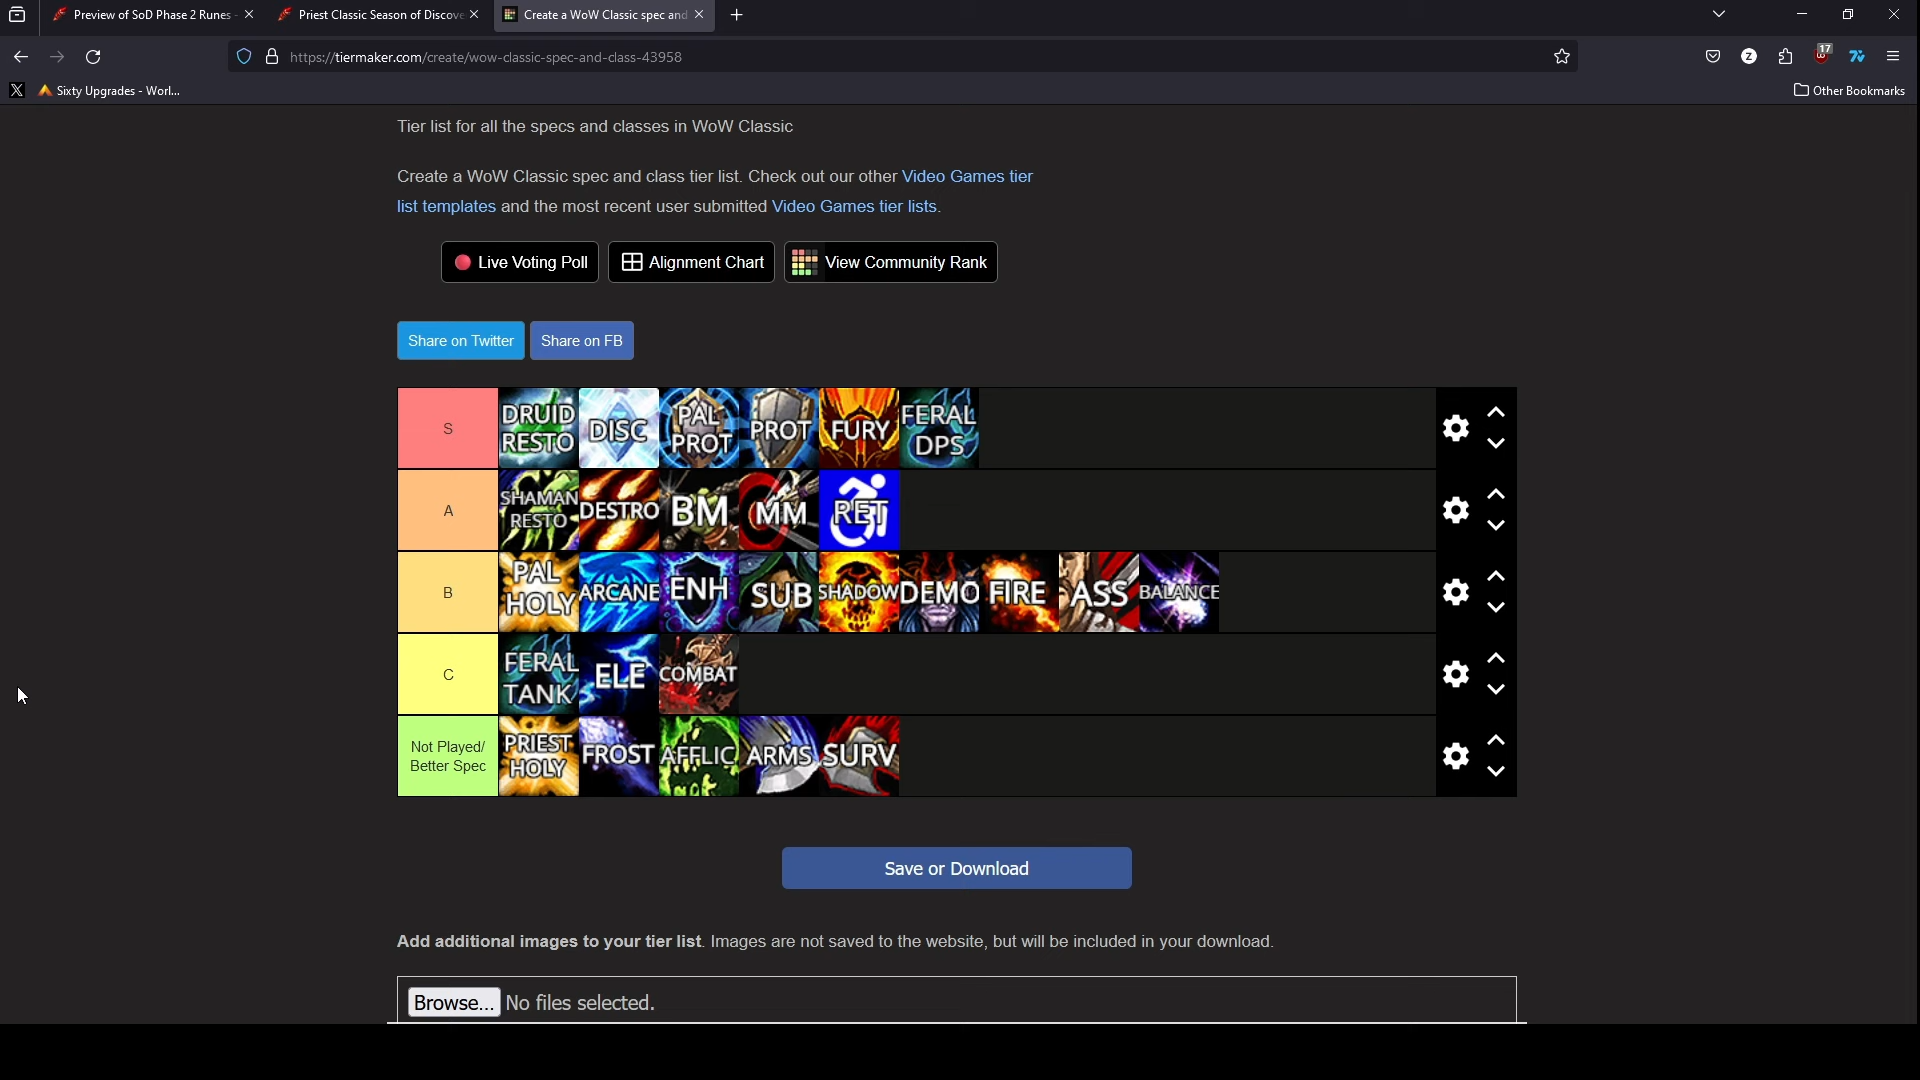 Preview of SoD Phase 2 Runes -
Priest Classic Season of Discove
Create a WoW Classic spec and
https://tiermaker.com/create/wow-classic-spec-and-class-43958
17
Z
X
Sixty Upgrades - Worl...
Other Bookmarks
Tier list for all the specs and classes in WoW Classic
Create a WoW Classic spec and class tier list. Check out our other Video Games tier
list templates and the most recent user submitted Video Games tier lists.
Live Voting Poll
Alignment Chart
View Community Rank
Share on Twitter
Share on FB
S
DRUID
RESTO
DISC
PAL
PROT
PROT
FURY
FERAL
DPS
A
SHAMAN
RESTO
DESTRO
BM
MM
RET
B
PAL
HOLY
ARCANE
ENH
SUB
SHADOW
DEMO
FIRE
ASS
BALANCE
C
FERAL
TANK
ELE
COMBAT
Not Played/
Better Spec
PRIEST
HOLY
FROST
AFFLIC
ARMS
SURV
Save or Download
Add additional images to your tier list. Images are not saved to the website, but will be included in your download.
Browse... No files selected.